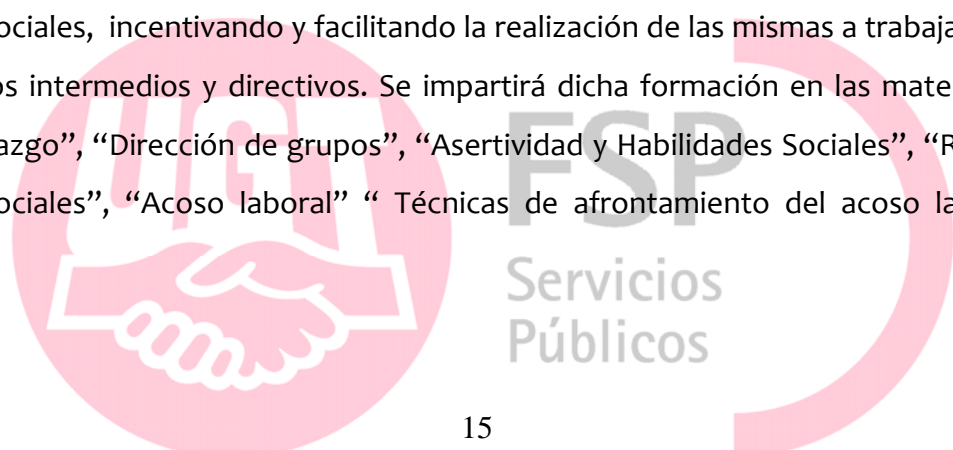 ociales, incentivando y facilitando la realización de las mismas a trabaja
os intermedios y directivos. Se impartirá dicha formación en las mate
azgo”, “Dirección de grupos”, “Asertividad y Habilidades Sociales”, “R
ociales”, “Acoso laboral” “ Técnicas de afrontamiento del acoso la
UGT
FSP
Servicios
Públicos
15